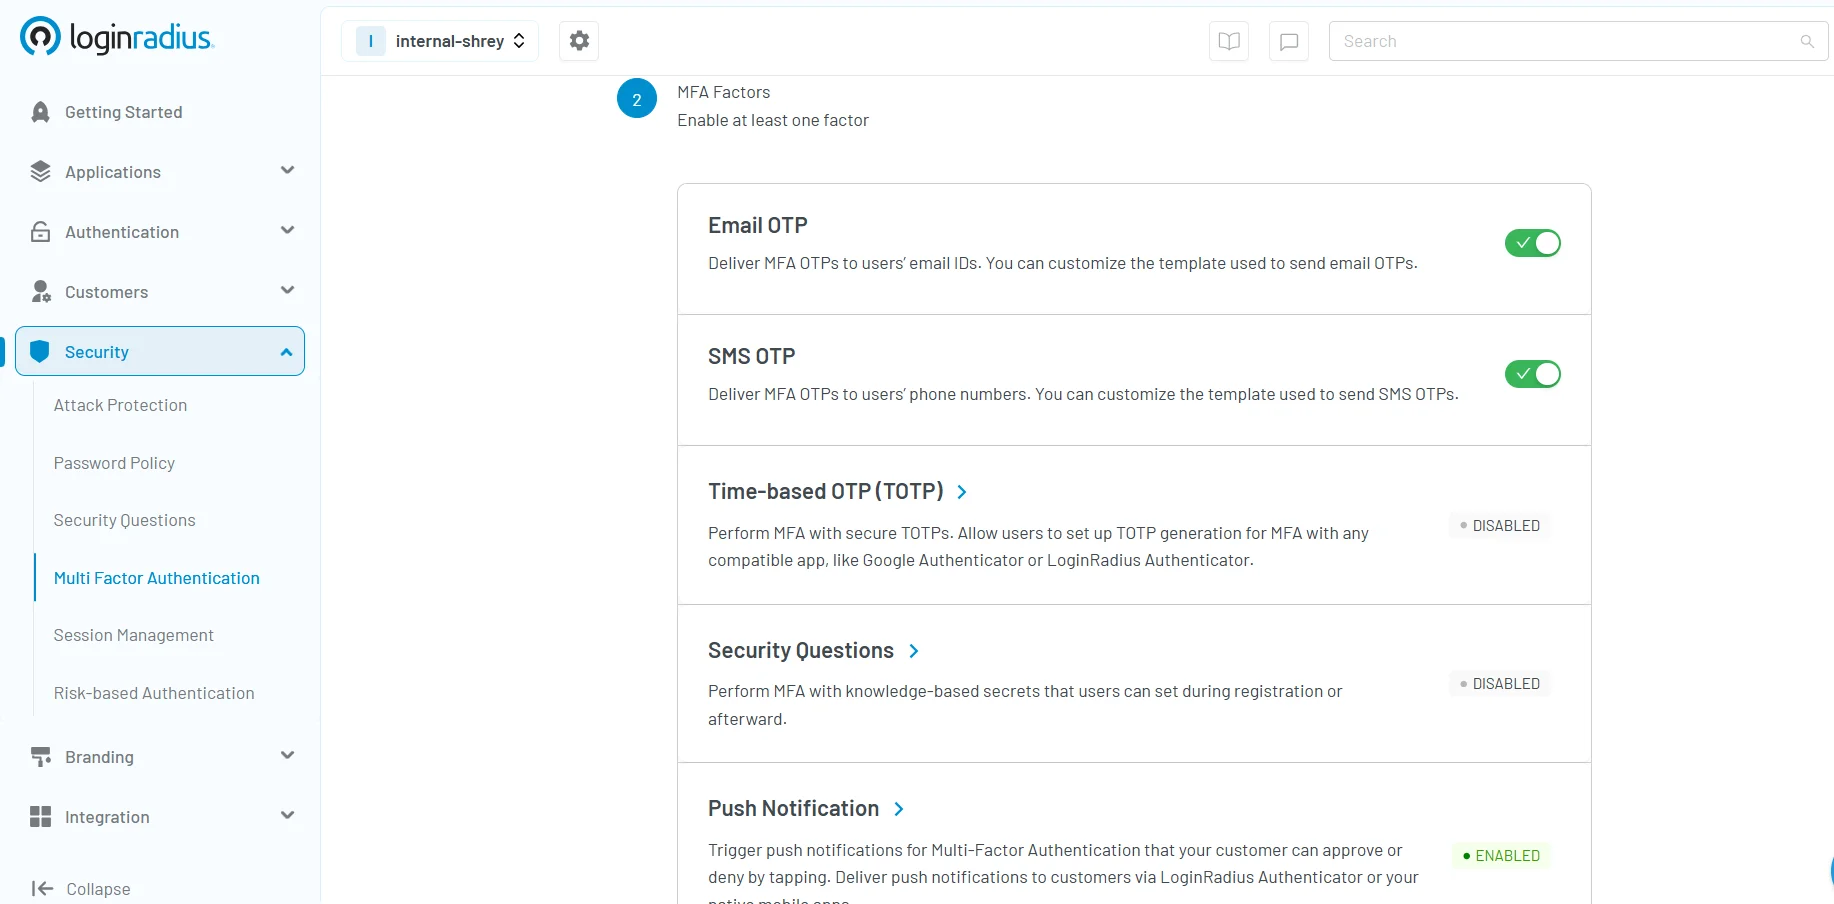 loginradius
I internal-shrey
Search
Getting Started
Applications
Authentication
Customers
Security
Attack Protection
Password Policy
Security Questions
Multi Factor Authentication
Session Management
Risk-based Authentication
Branding
Integration
Collapse
2
MFA Factors
Enable at least one factor
Email OTP
Deliver MFA OTPs to users’ email IDs. You can customize the template used to send email OTPs.
SMS OTP
Deliver MFA OTPs to users’ phone numbers. You can customize the template used to send SMS OTPs.
Time-based OTP (TOTP)
Perform MFA with secure TOTPs. Allow users to set up TOTP generation for MFA with any
compatible app, like Google Authenticator or LoginRadius Authenticator.
DISABLED
Security Questions
Perform MFA with knowledge-based secrets that users can set during registration or
afterward.
DISABLED
Push Notification
Trigger push notifications for Multi-Factor Authentication that your customer can approve or
deny by tapping. Deliver push notifications to customers via LoginRadius Authenticator or your
native mobile apps.
ENABLED